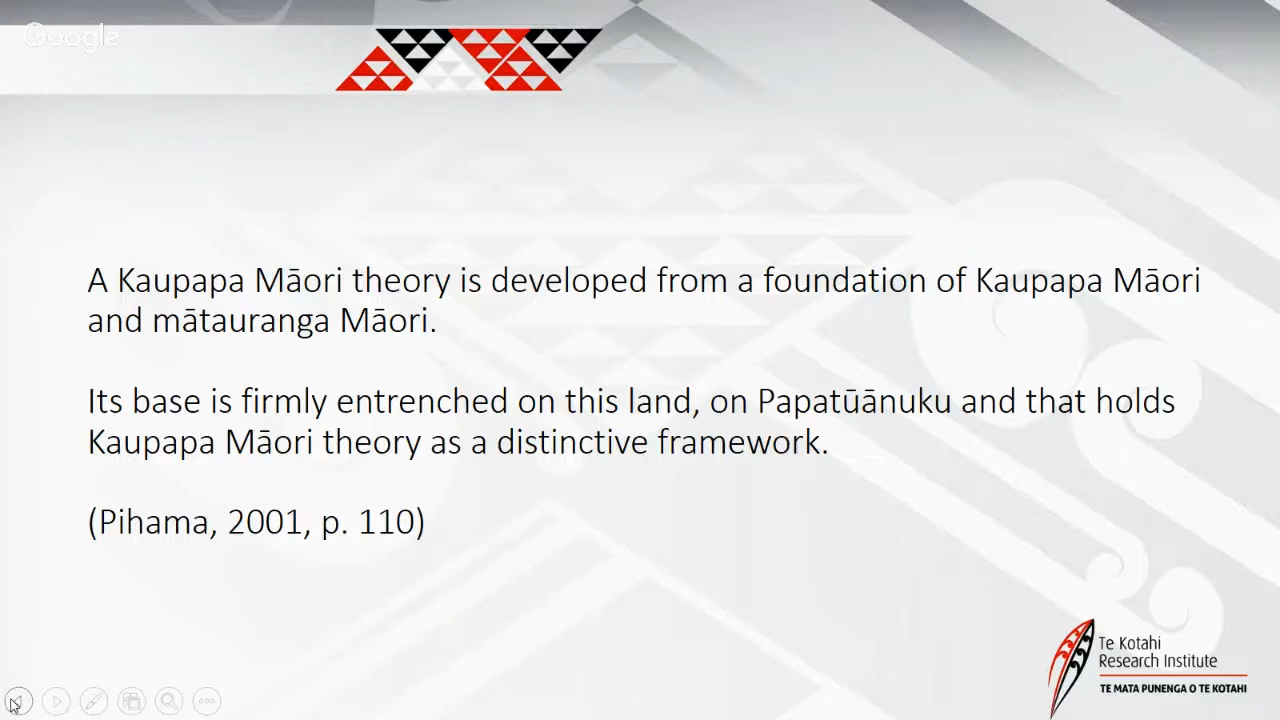 Google
A Kaupapa Māori theory is developed from a foundation of Kaupapa Māori
and mātauranga Māori.
Its base is firmly entrenched on this land, on Papatūānuku and that holds
Kaupapa Māori theory as a distinctive framework.
(Pihama, 2001, p. 110)
Te Kotahi
Research Institute
TE MATA PUNENGA O TE KOTAHI